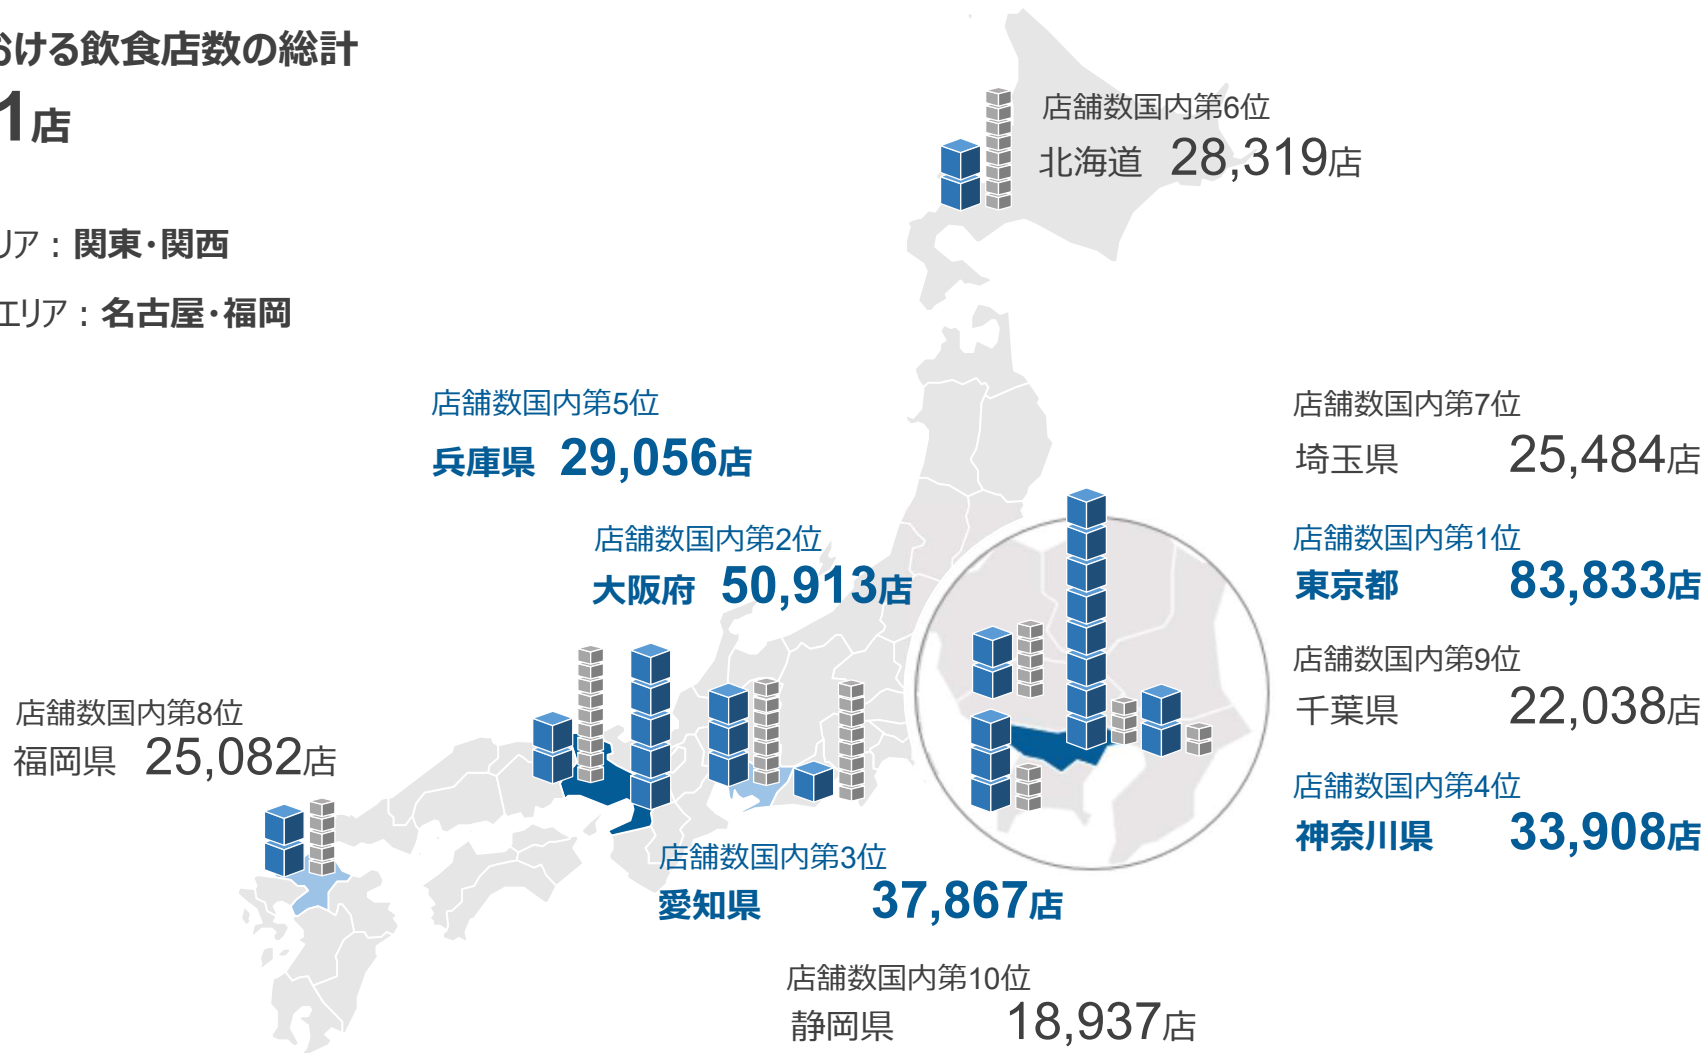 おける飲食店数の総計
1店
リア：関東・関西
エリア：名古屋・福岡
店舗数国内第6位
北海道 28,319店
店舗数国内第5位
兵庫県 29,056店
店舗数国内第7位
埼玉県 25,484店
店舗数国内第2位
大阪府 50,913店
店舗数国内第1位
東京都 83,833店
店舗数国内第9位
千葉県 22,038店
店舗数国内第8位
福岡県 25,082店
店舗数国内第4位
神奈川県 33,908店
店舗数国内第3位
愛知県 37,867店
店舗数国内第10位
静岡県 18,937店